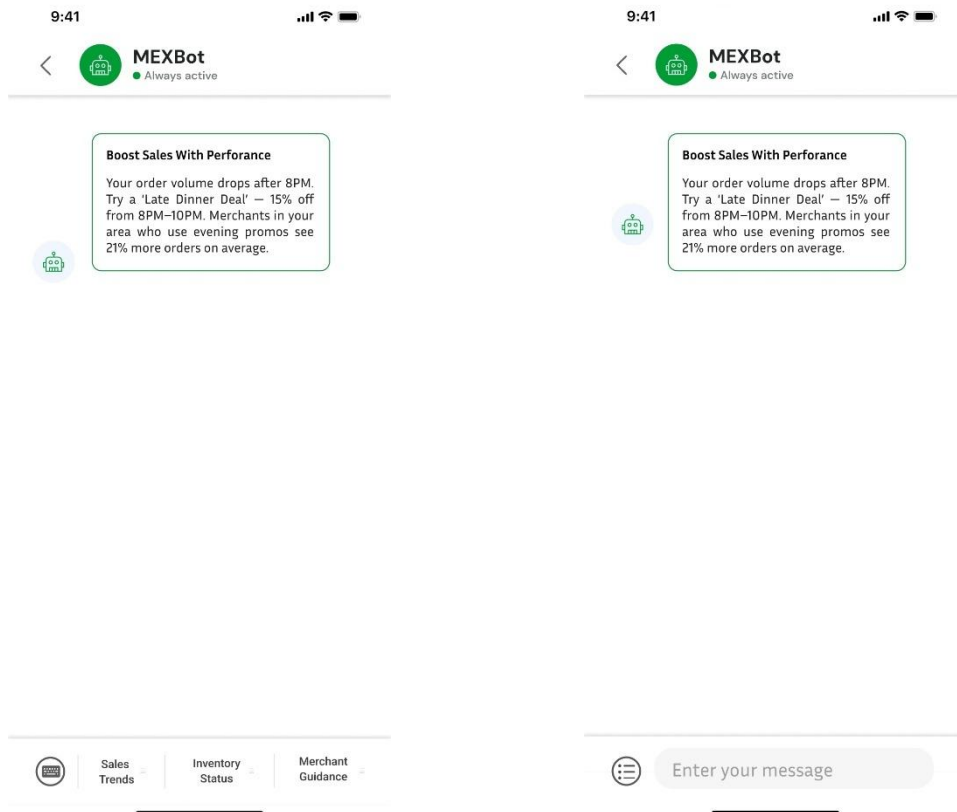 9:41
MEXBot
Always active
Boost Sales With Perforance
Your order volume drops after 8PM.
Try a 'Late Dinner Deal' — 15% off
from 8PM–10PM. Merchants in your
area who use evening promos see
21% more orders on average.
Sales
Trends
Inventory
Status
Merchant
Guidance
9:41
MEXBot
Always active
Boost Sales With Perforance
Your order volume drops after 8PM.
Try a 'Late Dinner Deal' — 15% off
from 8PM–10PM. Merchants in your
area who use evening promos see
21% more orders on average.
Enter your message